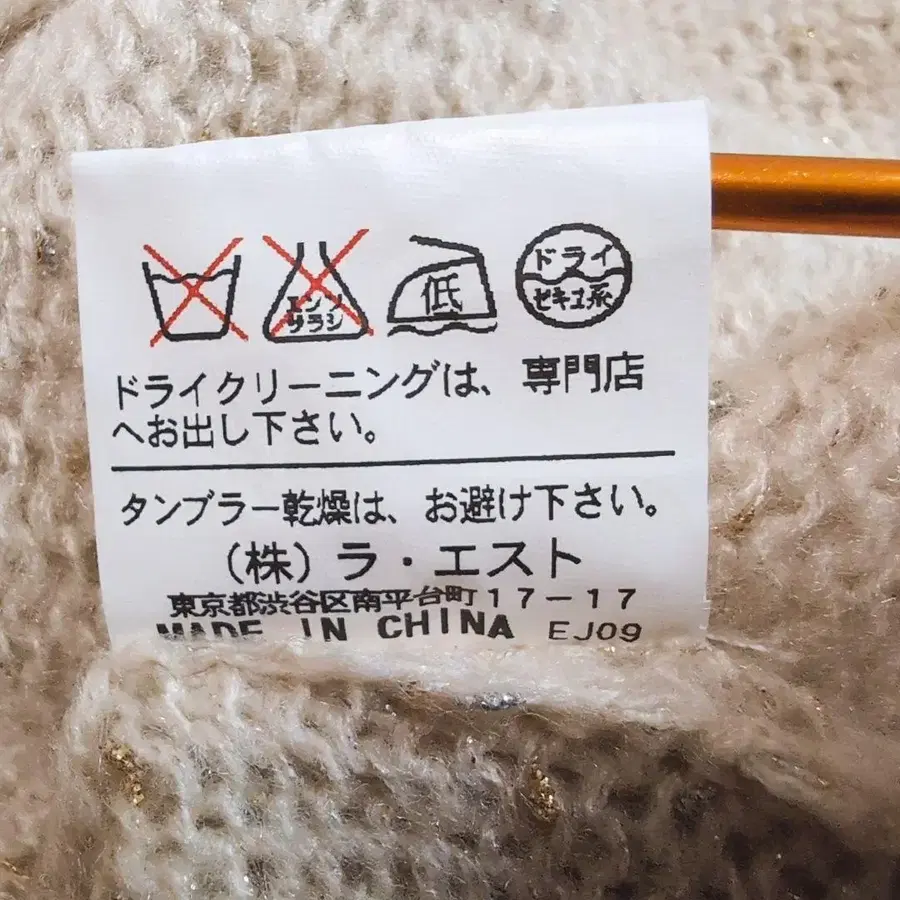 エンソ サラシ
低
ドライ
セキユ系
ドライクリーニングは、専門店
へお出し下さい。
タンブラー乾燥は、お避け下さい。
(株)ラ・エスト
東京都渋谷区南平台町17-17
MADE IN CHINA EJ09